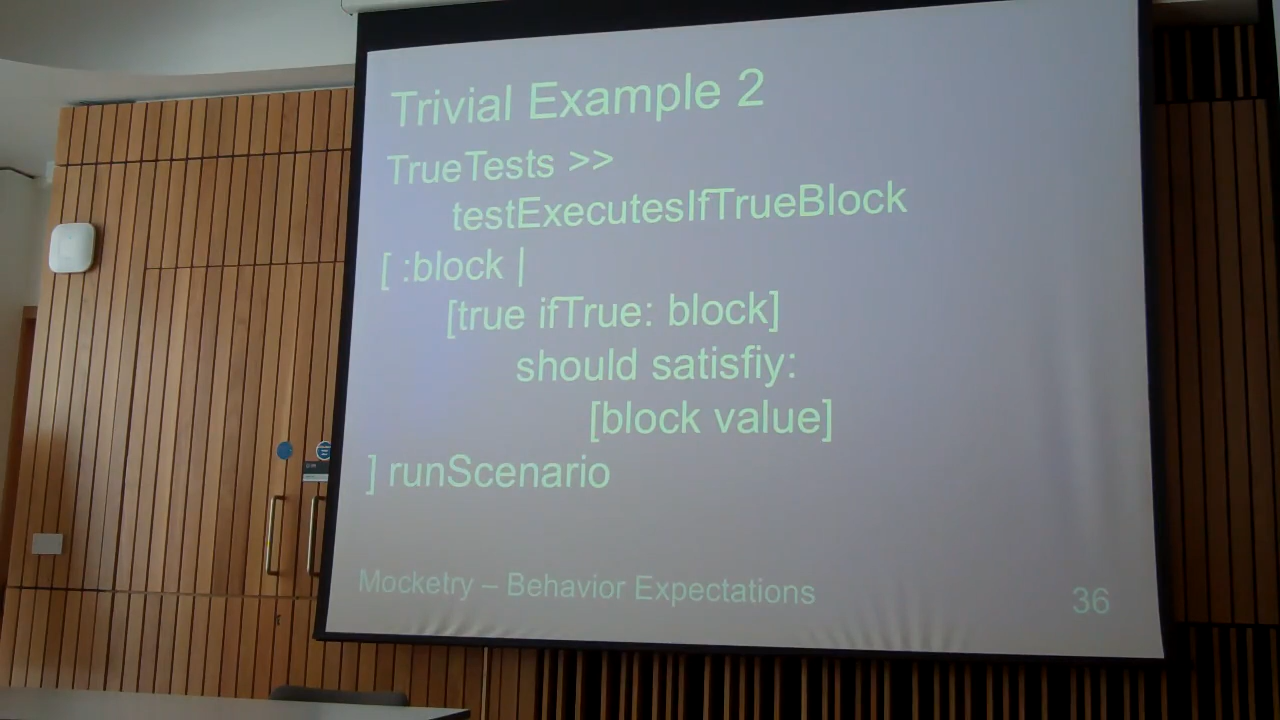 Trivial Example 2
TrueTests >>
testExecutesIfTrueBlock
[ :block |
[true ifTrue: block]
should satisfiy:
[block value]
] runScenario
Mocketry – Behavior Expectations
36